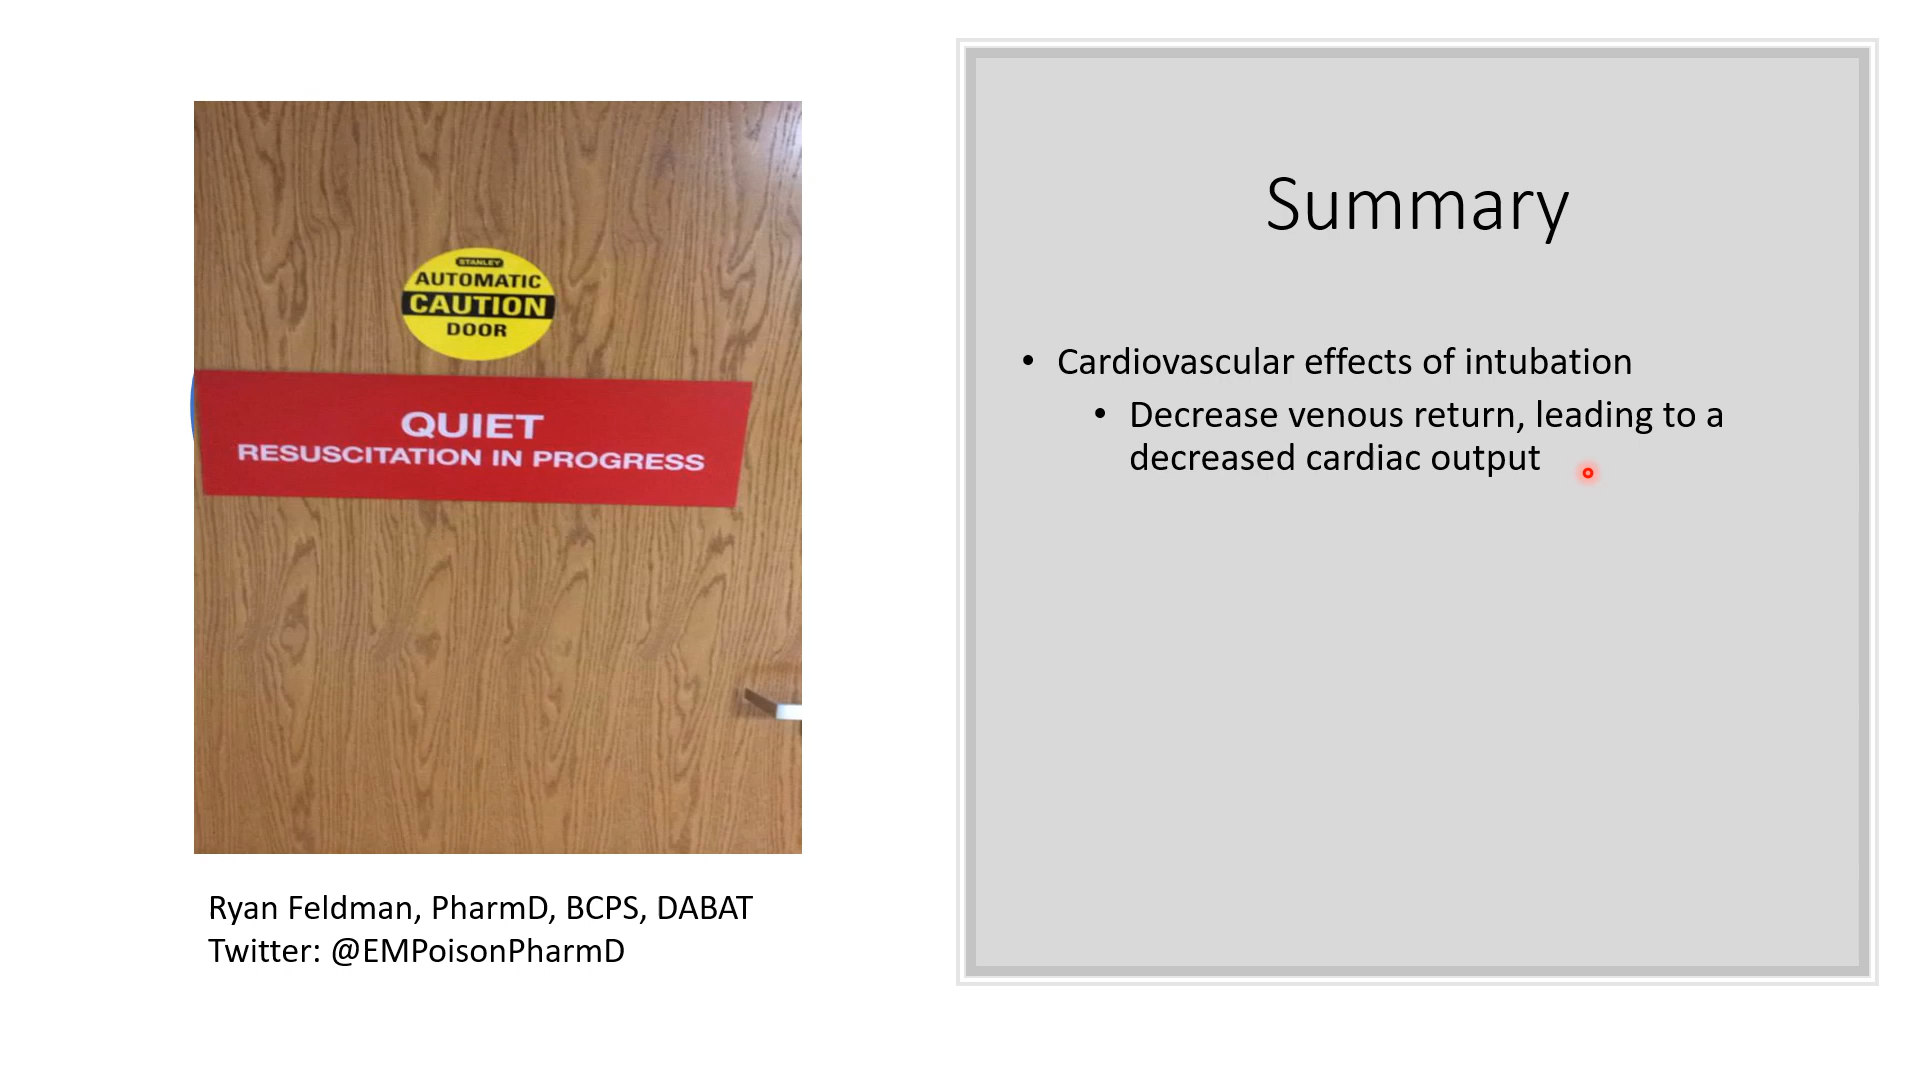 STANLEY
AUTOMATIC
CAUTION
DOOR
QUIET
RESUSCITATION IN PROGRESS
Ryan Feldman, PharmD, BCPS, DABAT
Twitter: @EMPoisonPharmD
Summary
• Cardiovascular effects of intubation
• Decrease venous return, leading to a
decreased cardiac output